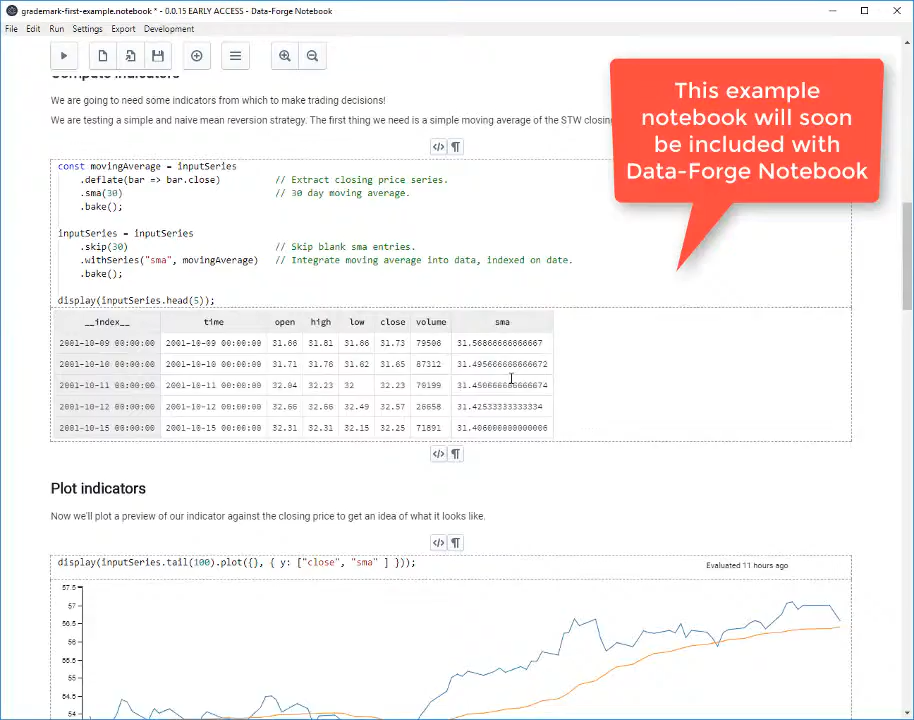 grademark-first-example.notebook * - 0.0.15 EARLY ACCESS - Data-Forge Notebook
File Edit Run Settings Export Development
Compute indicators
We are going to need some indicators from which to make trading decisions!
We are testing a simple and naive mean reversion strategy. The first thing we need is a simple moving average of the STW closing
This example
notebook will soon
be included with
Data-Forge Notebook
const movingAverage = inputSeries
.deflate(bar => bar.close) // Extract closing price series.
.sma(30) // 30 day moving average.
.bake();
inputSeries = inputSeries
.skip(30) // Skip blank sma entries.
.withSeries("sma", movingAverage) // Integrate moving average into data, indexed on date.
.bake();
display(inputSeries.head(5));
__index__ time open high low close volume sma
2001-10-09 00:00:00 2001-10-09 00:00:00 31.66 31.81 31.66 31.73 79506 31.56866666666667
2001-10-10 00:00:00 2001-10-10 00:00:00 31.71 31.76 31.62 31.65 87312 31.495666666666672
2001-10-11 00:00:00 2001-10-11 00:00:00 32.04 32.23 32 32.23 79199 31.450666666666674
2001-10-12 00:00:00 2001-10-12 00:00:00 32.66 32.66 32.49 32.57 26658 31.42533333333334
2001-10-15 00:00:00 2001-10-15 00:00:00 32.31 32.31 32.15 32.25 71891 31.406000000000006
Plot indicators
Now we'll plot a preview of our indicator against the closing price to get an idea of what it looks like.
display(inputSeries.tail(100).plot({}, { y: ["close", "sma" ] }));
Evaluated 11 hours ago
57.5
57
56.5
56
55.5
55
54.5
54